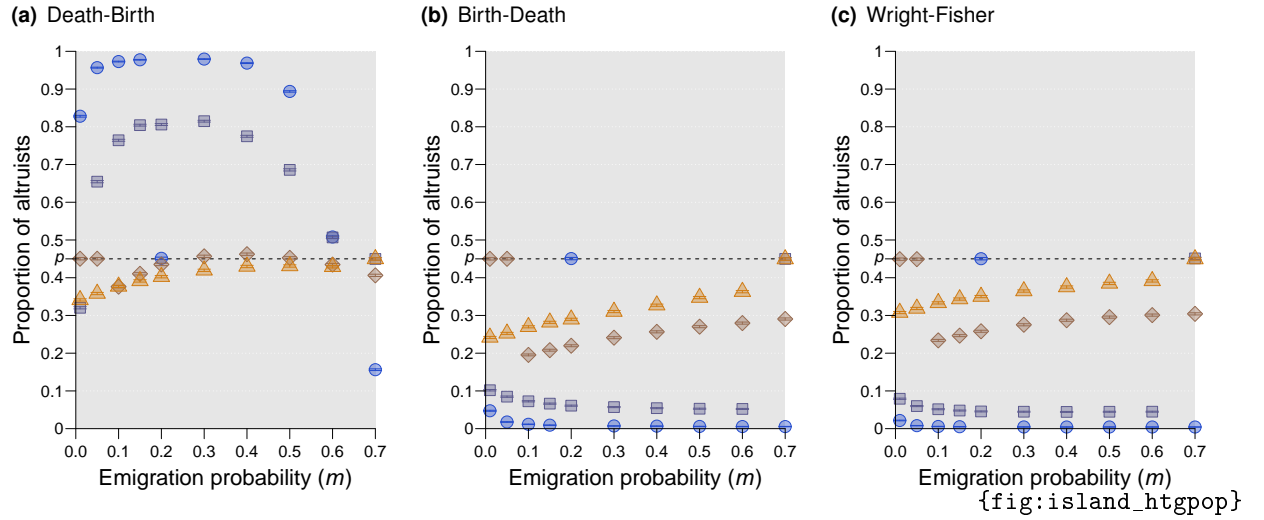 (a) Death-Birth
Proportion of altruists
1
0.9
0.8
0.7
0.6
0.5
p
0.4
0.3
0.2
0.1
0
0.0 0.1 0.2 0.3 0.4 0.5 0.6 0.7
Emigration probability (m)
(b) Birth-Death
Proportion of altruists
1
0.9
0.8
0.7
0.6
0.5
p
0.4
0.3
0.2
0.1
0
0.0 0.1 0.2 0.3 0.4 0.5 0.6 0.7
Emigration probability (m)
(c) Wright-Fisher
Proportion of altruists
1
0.9
0.8
0.7
0.6
0.5
p
0.4
0.3
0.2
0.1
0
0.0 0.1 0.2 0.3 0.4 0.5 0.6 0.7
Emigration probability (m)
{fig:island_htgpop}